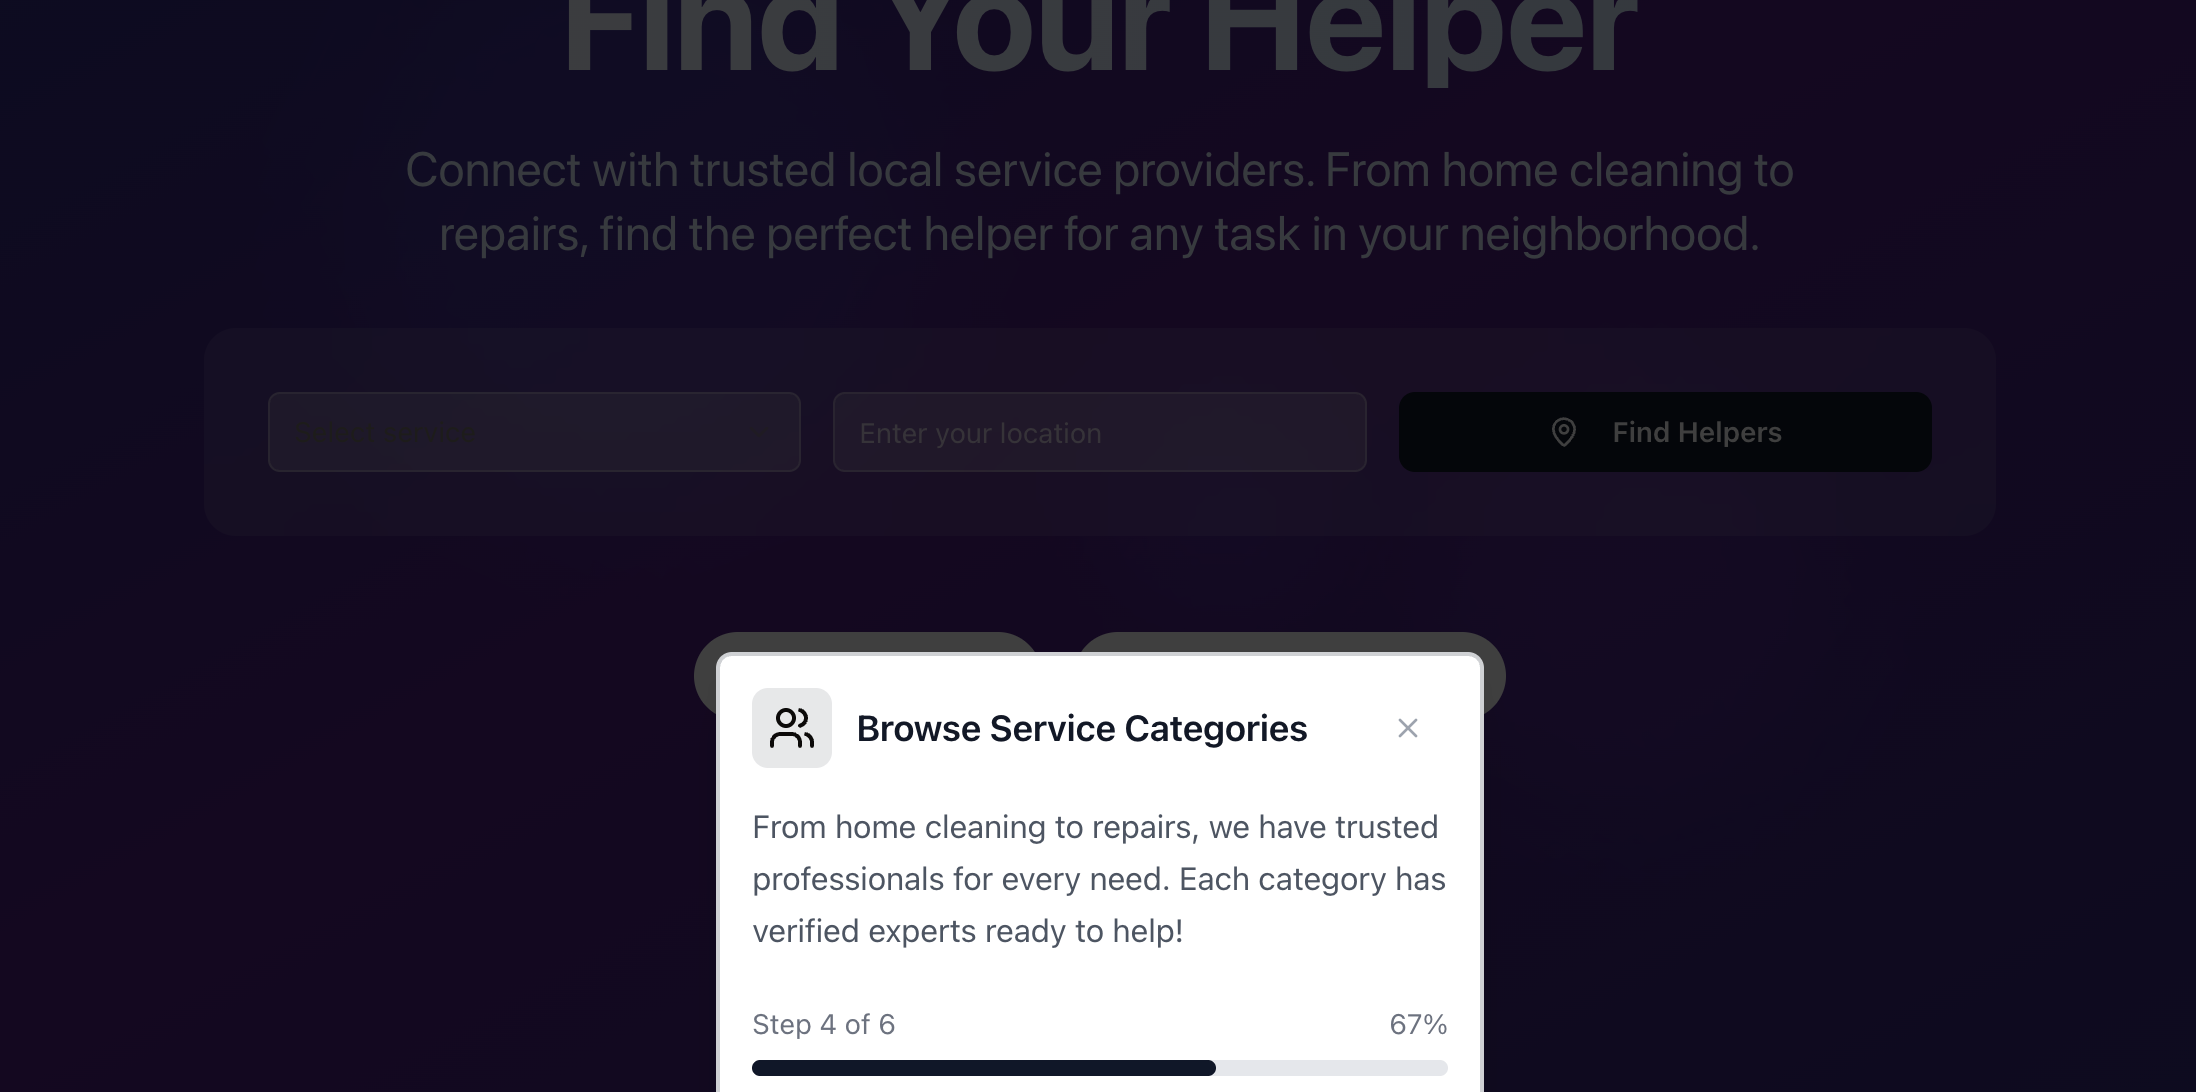 Find Your Helper
Connect with trusted local service providers. From home cleaning to
repairs, find the perfect helper for any task in your neighborhood.
Enter your location
Find Helpers
Browse Service Categories
From home cleaning to repairs, we have trusted
professionals for every need. Each category has
verified experts ready to help!
Step 4 of 6
67%